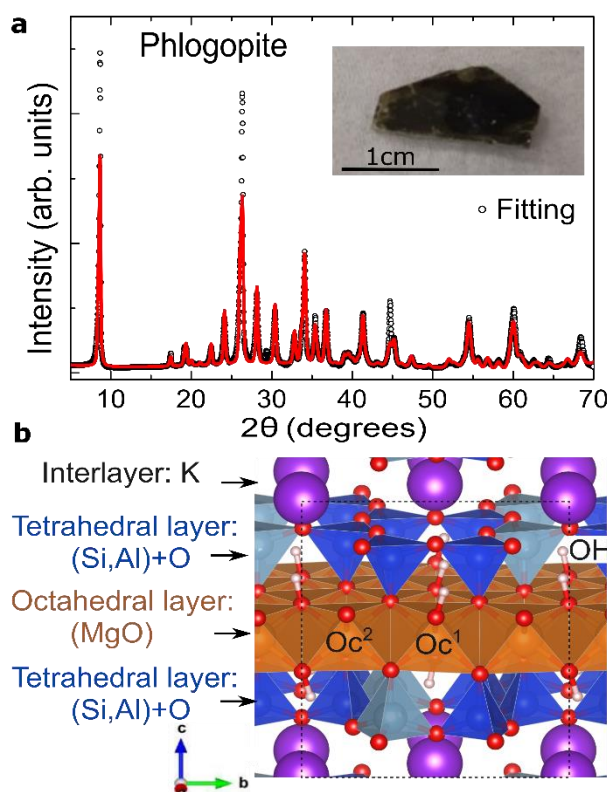 a
Phlogopite
1cm
Fitting
Intensity (arb. units)
10 20 30 40 50 60 70
2θ (degrees)
b
Interlayer: K
Tetrahedral layer:
(Si,Al)+O
OH
Octahedral layer:
(MgO)
Oc²
Oc¹
Tetrahedral layer:
(Si,Al)+O
c
b